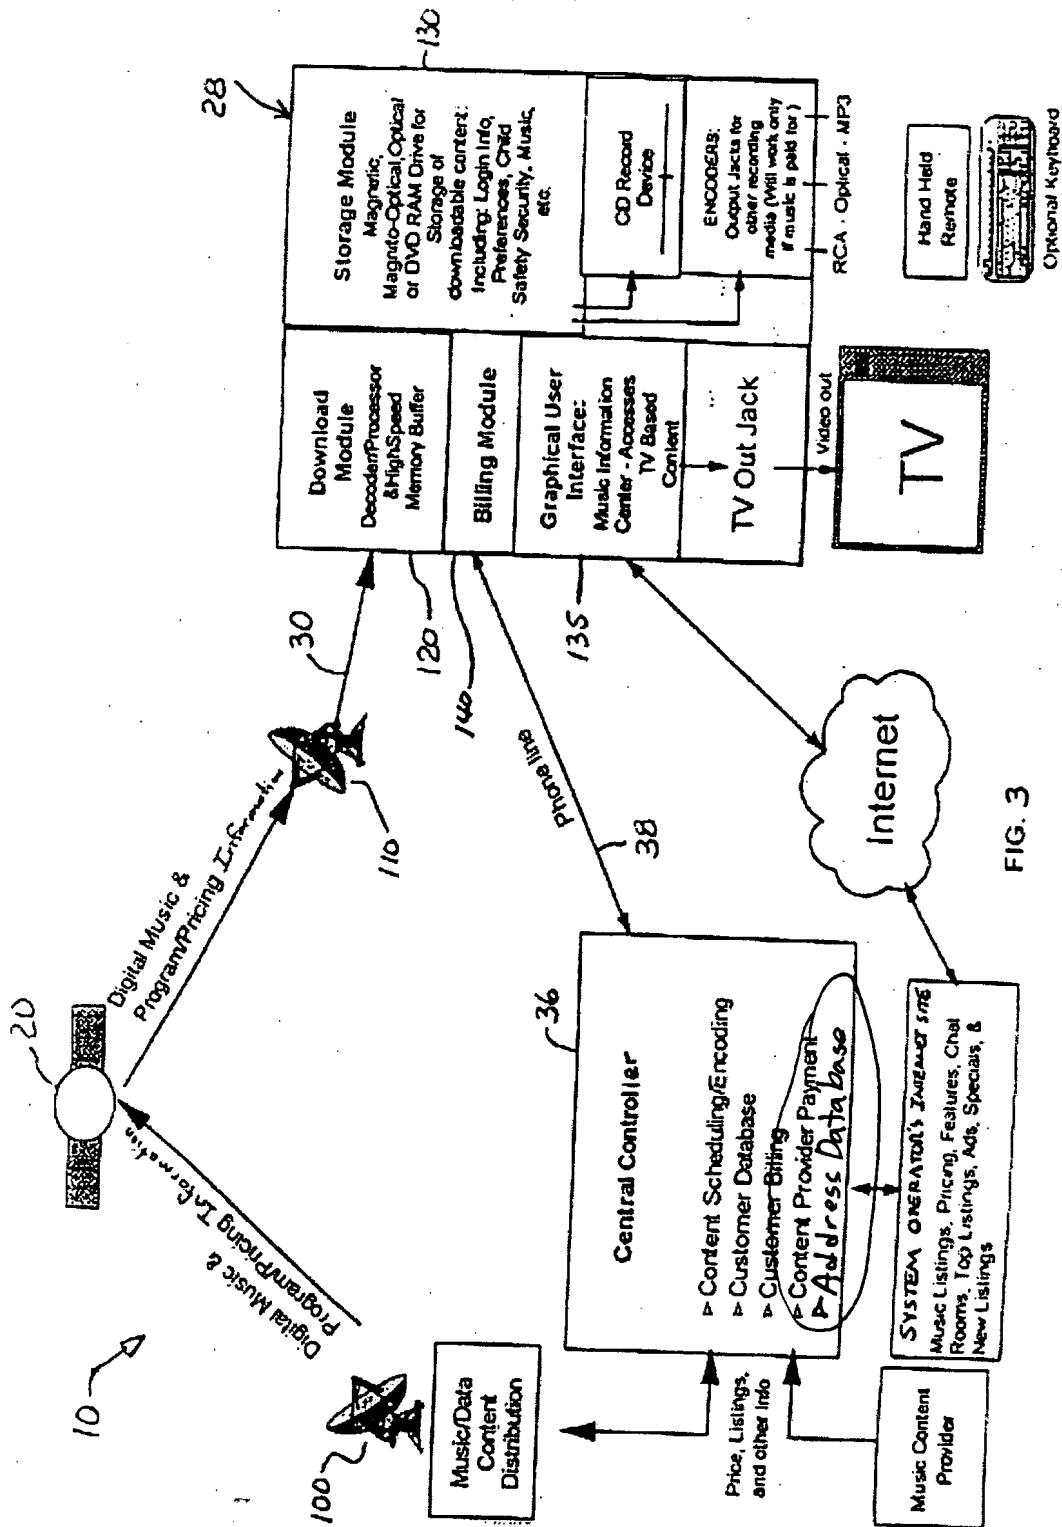 10
20
Digital Music &
Program/Pricing Information
Digital Music &
Program/Pricing Information
100
Music/Data
Content
Distribution
110
30
120
140
135
28
130
Download
Module
Decoder/Processor
&HighSpeed
Memory Buffer
Billing Module
Graphical User
Interface:
Music Information
Center - Accesses
TV Based
Content
TV Out Jack
Video out
TV
Storage Module
Magnetic,
Magnito-Optical,Optical
or DVD RAM Drive for
Storage of
downloadable content:
Including: Login Info,
Preferences, Child
Safety Security, Music,
etc.
CD Record
Device
ENCODERS:
Output Jacts for
other recording
media (Will work only
if music is paid for )
RCA - Optical - MP3
Hand Held
Remote
Optional Keyboard
Phone line
38
36
Central Controller
Content Scheduling/Encoding
Customer Database
Customer Billing
Content Provider Payment
Address Database
Price, Listings,
and other Info
Music Content
Provider
SYSTEM OPERATOR'S INTERNET SITE
Music Listings, Pricing, Features, Chat
Rooms, Top Listings, Ads, Specials, &
New Listings
Internet
FIG. 3